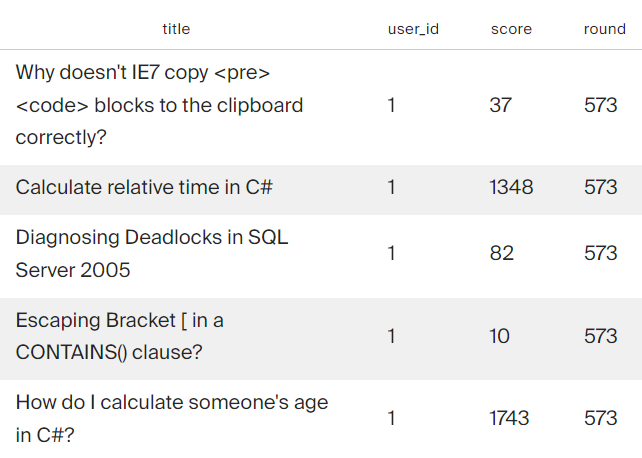 title user_id score round
Why doesn't IE7 copy <pre>
<code> blocks to the clipboard 1 37 573
correctly?
Calculate relative time in C# 1 1348 573
Diagnosing Deadlocks in SQL
Server 2005 1 82 573
Escaping Bracket [ in a
CONTAINS() clause? 1 10 573
How do I calculate someone's age
in C#? 1 1743 573